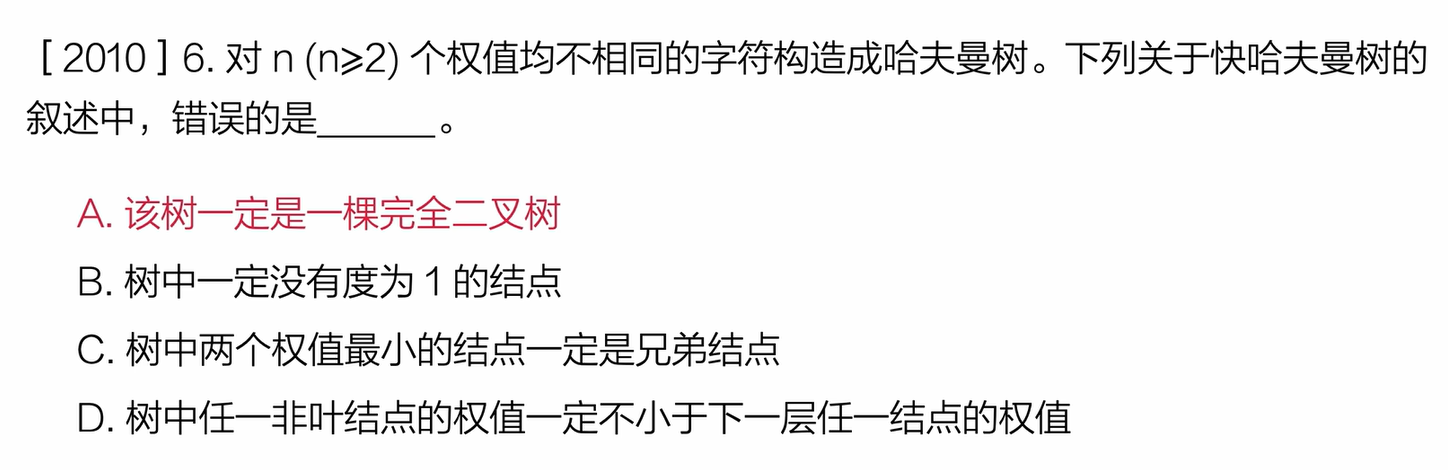 [ 2010 ] 6. 对 n (n⩾2) 个权值均不相同的字符构造成哈夫曼树。下列关于快哈夫曼树的
叙述中，错误的是______。
A. 该树一定是一棵完全二叉树
B. 树中一定没有度为 1 的结点
C. 树中两个权值最小的结点一定是兄弟结点
D. 树中任一非叶结点的权值一定不小于下一层任一结点的权值